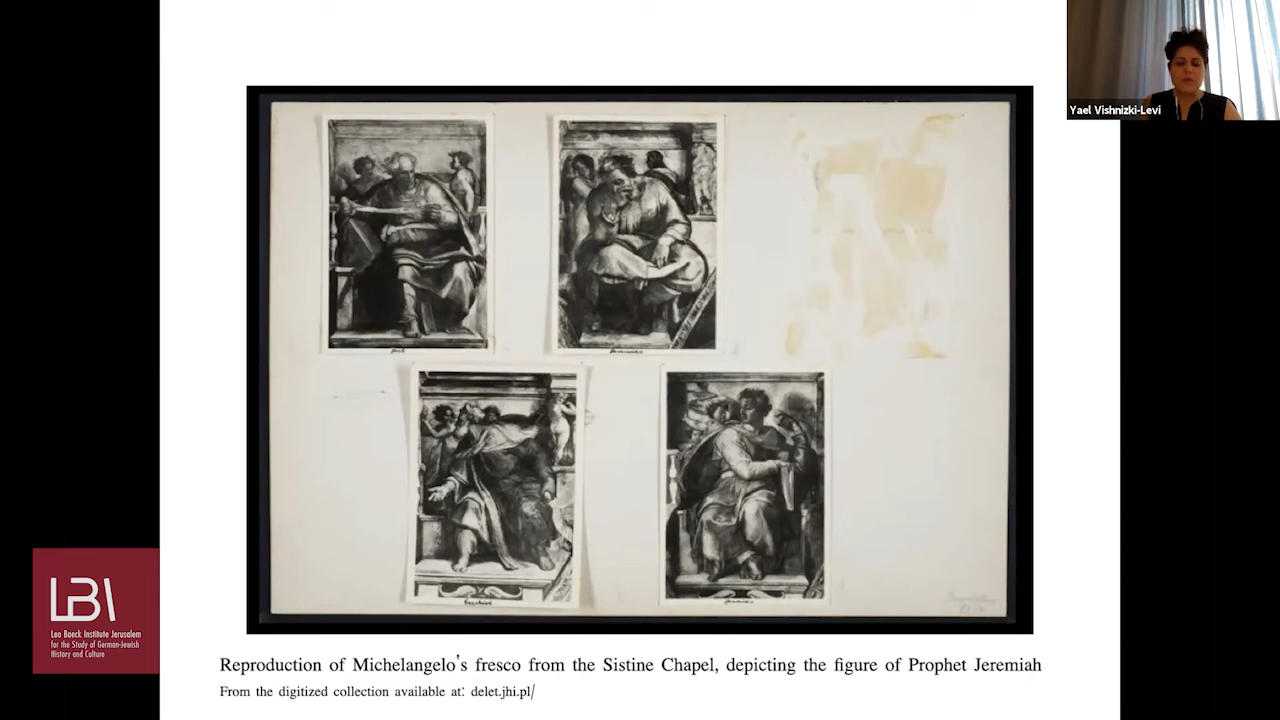 Yael Vishnizki-Levi
LBI
Leo Baeck Institute Jerusalem
for the Study of German-Jewish
History and Culture
Reproduction of Michelangelo's fresco from the Sistine Chapel, depicting the figure of Prophet Jeremiah
From the digitized collection available at: delet.jhi.pl/